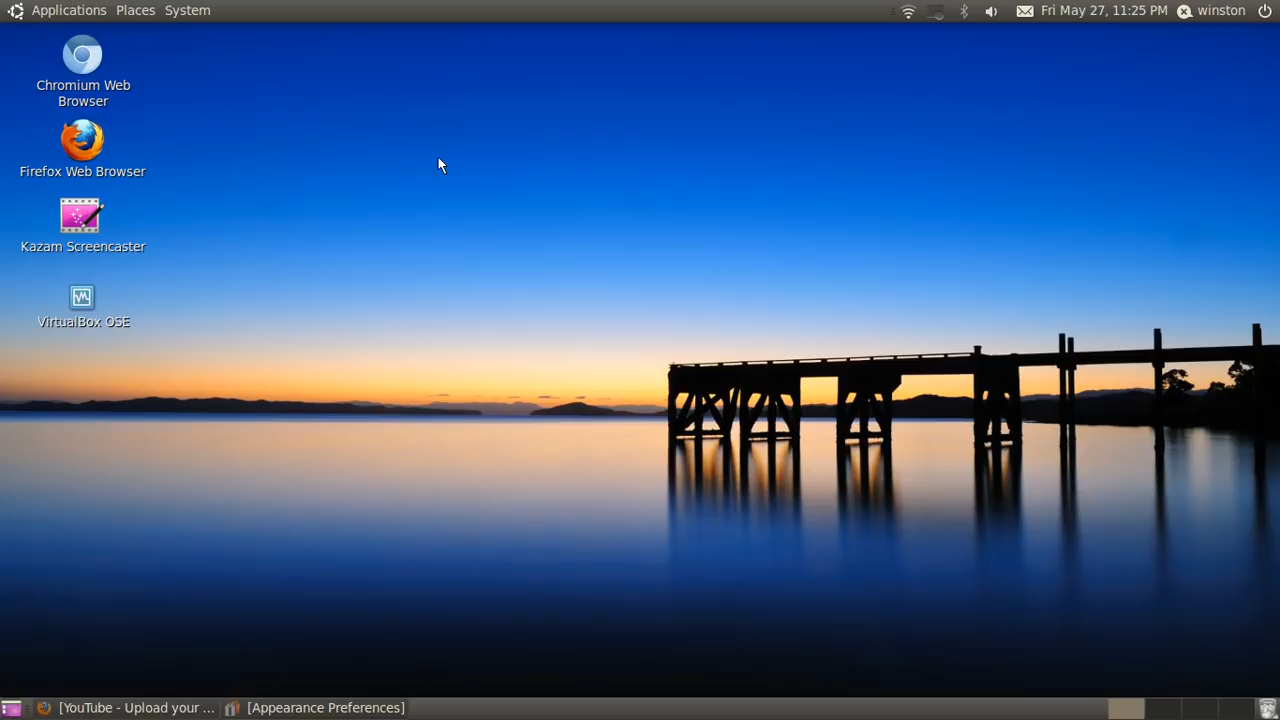 Applications Places System
Fri May 27, 11:25 PM winston
Chromium Web
Browser
Firefox Web Browser
Kazam Screencaster
VirtualBox OSE
[YouTube - Upload your ... [Appearance Preferences]